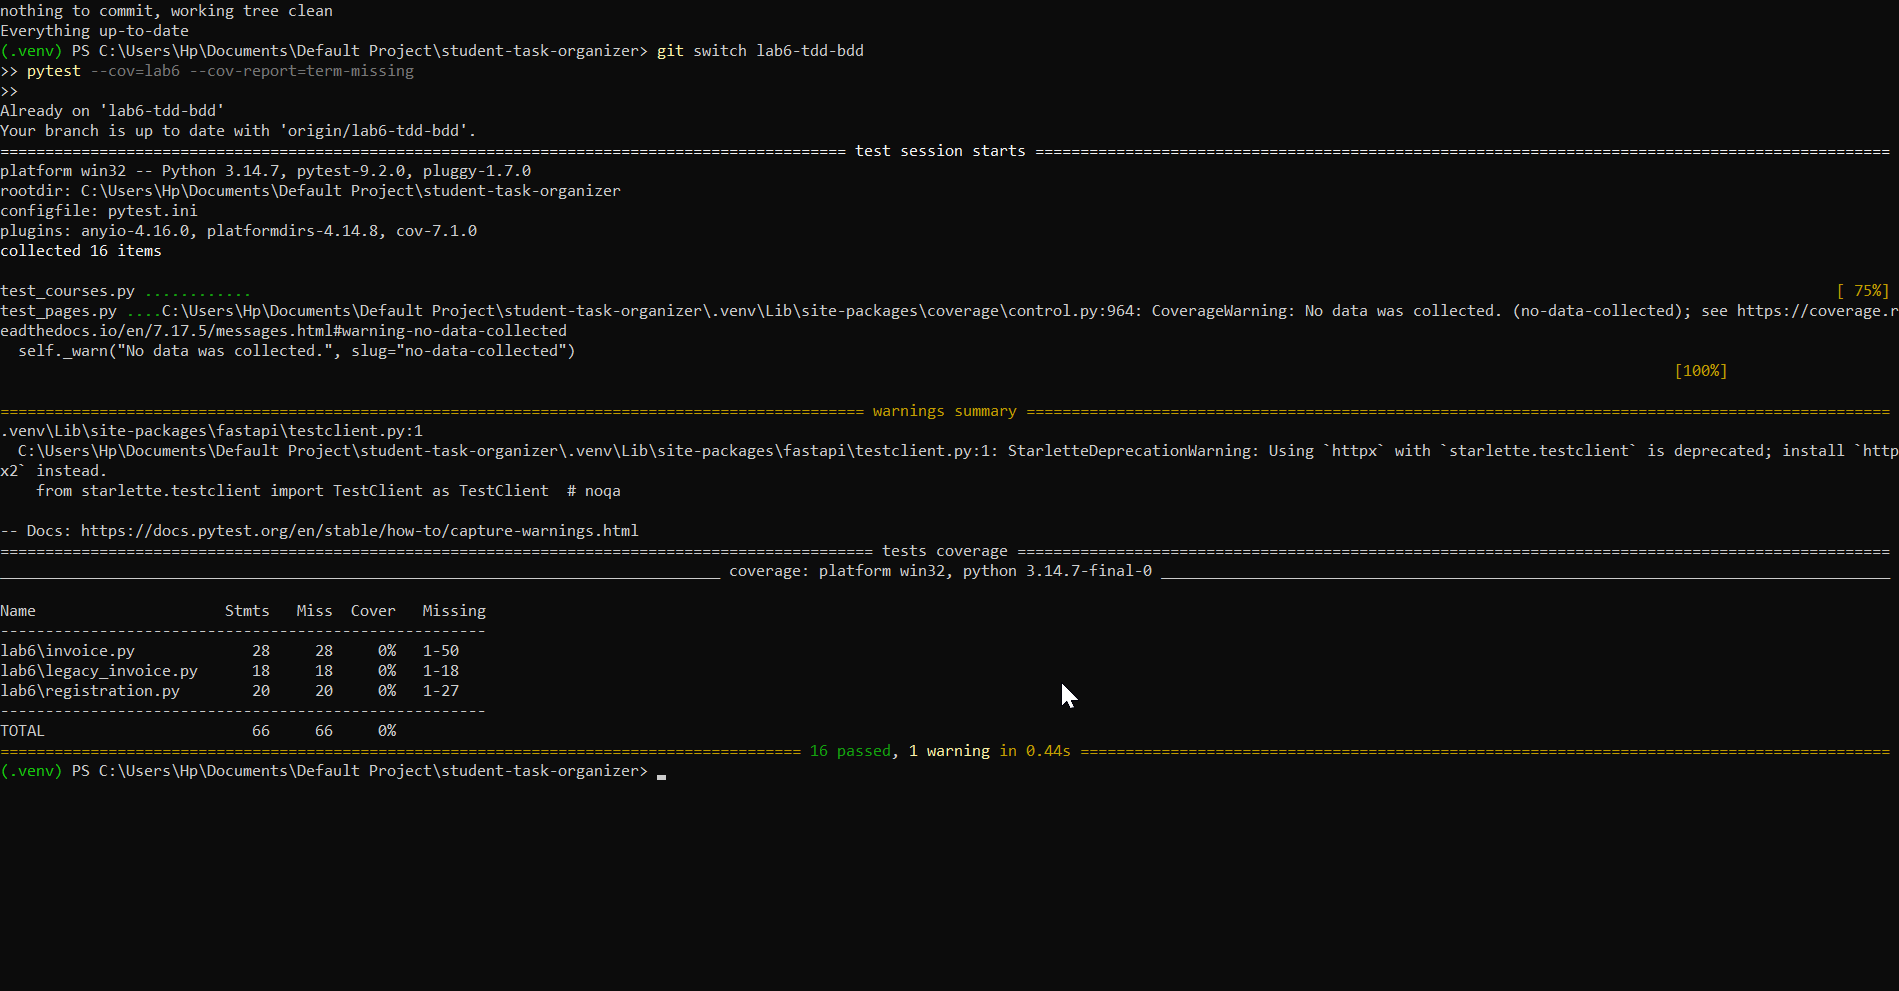 nothing to commit, working tree clean
Everything up-to-date
(.venv) PS C:\Users\Hp\Documents\Default Project\student-task-organizer> git switch lab6-tdd-bdd
>> pytest --cov=lab6 --cov-report=term-missing
>>
Already on 'lab6-tdd-bdd'
Your branch is up to date with 'origin/lab6-tdd-bdd'.
============================================================================================== test session starts ===============================================================================================
platform win32 -- Python 3.14.7, pytest-9.2.0, pluggy-1.7.0
rootdir: C:\Users\Hp\Documents\Default Project\student-task-organizer
configfile: pytest.ini
plugins: anyio-4.16.0, platformdirs-4.14.8, cov-7.1.0
collected 16 items
test_courses.py ............ [ 75%]
test_pages.py ....C:\Users\Hp\Documents\Default Project\student-task-organizer\.venv\Lib\site-packages\coverage\control.py:964: CoverageWarning: No data was collected. (no-data-collected); see https://coverage.r
eadthedocs.io/en/7.17.5/messages.html#warning-no-data-collected
  self._warn("No data was collected.", slug="no-data-collected")
[100%]
================================================================================================ warnings summary ================================================================================================
.venv\Lib\site-packages\fastapi\testclient.py:1
  C:\Users\Hp\Documents\Default Project\student-task-organizer\.venv\Lib\site-packages\fastapi\testclient.py:1: StarletteDeprecationWarning: Using `httpx` with `starlette.testclient` is deprecated; install `http
x2` instead.
    from starlette.testclient import TestClient as TestClient  # noqa
-- Docs: https://docs.pytest.org/en/stable/how-to/capture-warnings.html
================================================================================================= tests coverage =================================================================================================
________________________________________________________________________________ coverage: platform win32, python 3.14.7-final-0 _________________________________________________________________________________
Name                     Stmts   Miss  Cover   Missing
------------------------------------------------------
lab6\invoice.py             28     28     0%   1-50
lab6\legacy_invoice.py      18     18     0%   1-18
lab6\registration.py        20     20     0%   1-27
------------------------------------------------------
TOTAL                       66     66     0%
========================================================================================= 16 passed, 1 warning in 0.44s ==========================================================================================
(.venv) PS C:\Users\Hp\Documents\Default Project\student-task-organizer>